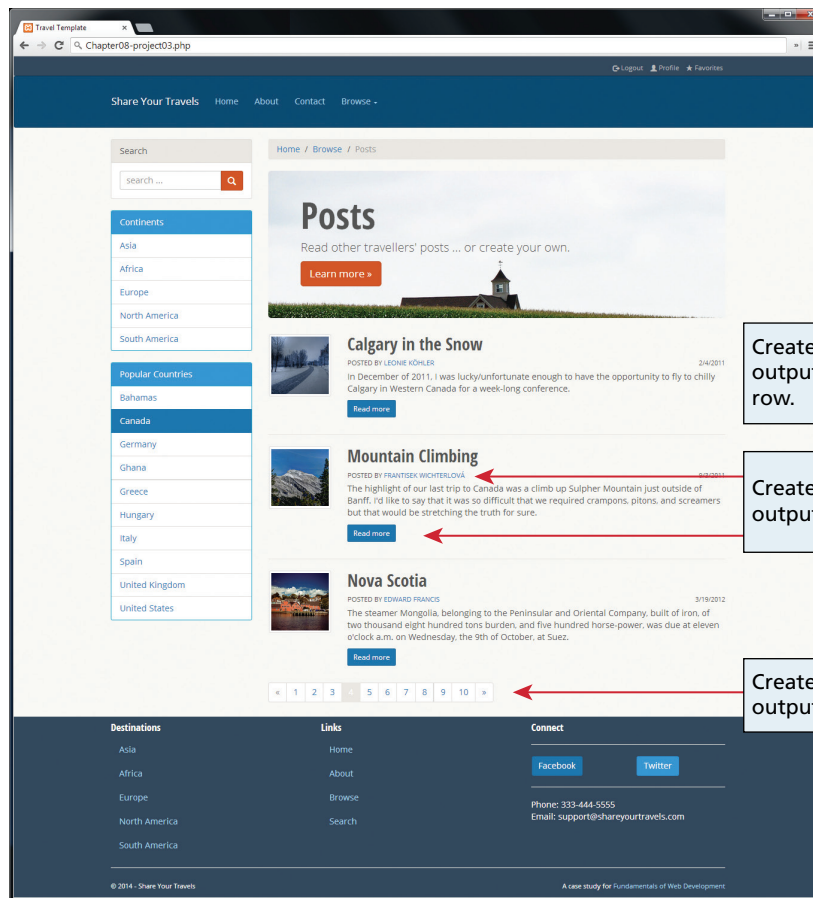 Travel Template
Chapter08-project03.php
Logout Profile Favorites
Share Your Travels Home About Contact Browse
Search
search ...
Continents
Asia
Africa
Europe
North America
South America
Popular Countries
Bahamas
Canada
Germany
Ghana
Greece
Hungary
Italy
Spain
United Kingdom
United States
Home / Browse / Posts
Posts
Read other travellers' posts ... or create your own.
Learn more »
Calgary in the Snow
POSTED BY LEONIE KÖHLER 2/4/2011
In December of 2011, I was lucky/unfortunate enough to have the opportunity to fly to chilly
Calgary in Western Canada for a week-long conference.
Read more
Mountain Climbing
POSTED BY FRANTISEK WICHTERLOVÁ
The highlight of our last trip to Canada was a climb up Sulpher Mountain just outside of
Banff. I'd like to say that it was so difficult that we required crampons, pitons, and screamers
but that would be stretching the truth for sure.
Read more
Nova Scotia
POSTED BY EDWARD FRANCIS 3/19/2012
The steamer Mongolia, belonging to the Peninsular and Oriental Company, built of iron, of
two thousand eight hundred tons burden, and five hundred horse-power, was due at eleven
o'clock a.m. on Wednesday, the 9th of October, at Suez.
Read more
« 1 2 3 4 5 6 7 8 9 10 »
Create
output
row.
Create
output
Create
output
Destinations
Asia
Africa
Europe
North America
South America
Links
Home
About
Browse
Search
Connect
Facebook Twitter
Phone: 333-444-5555
Email: support@shareyourtravels.com
© 2014 - Share Your Travels
A case study for Fundamentals of Web Development